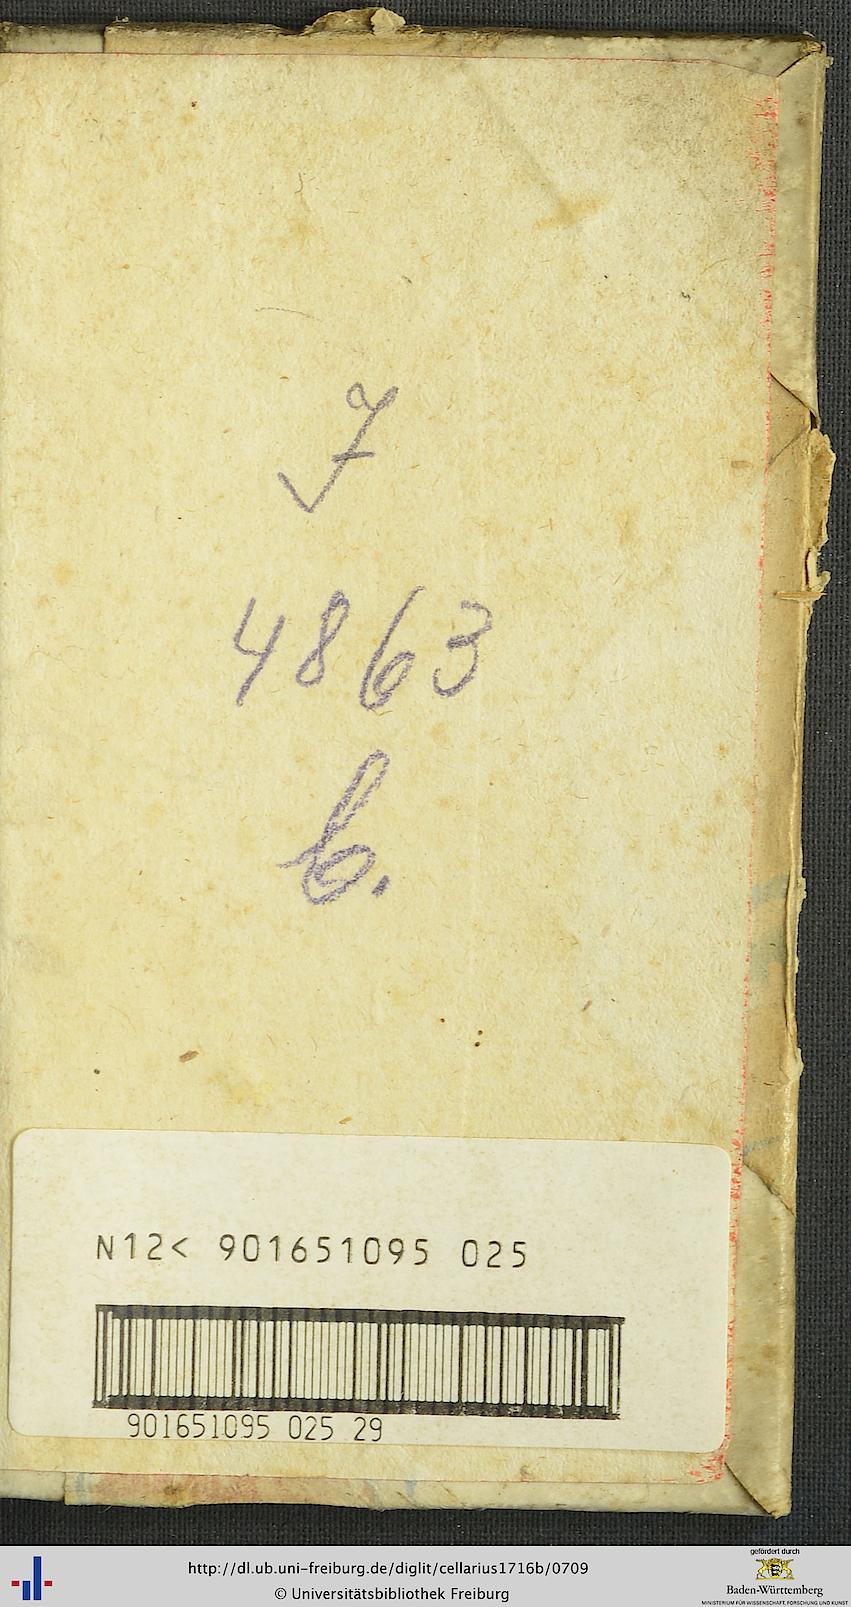 J
4863
b.
N12< 901651095 025
901651095 025 29
http://dl.ub.uni-freiburg.de/diglit/cellarius1716b/0709
© Universitätsbibliothek Freiburg
gefördert durch
Baden-Württemberg
MINISTERIUM FÜR WISSENSCHAFT, FORSCHUNG UND KUNST